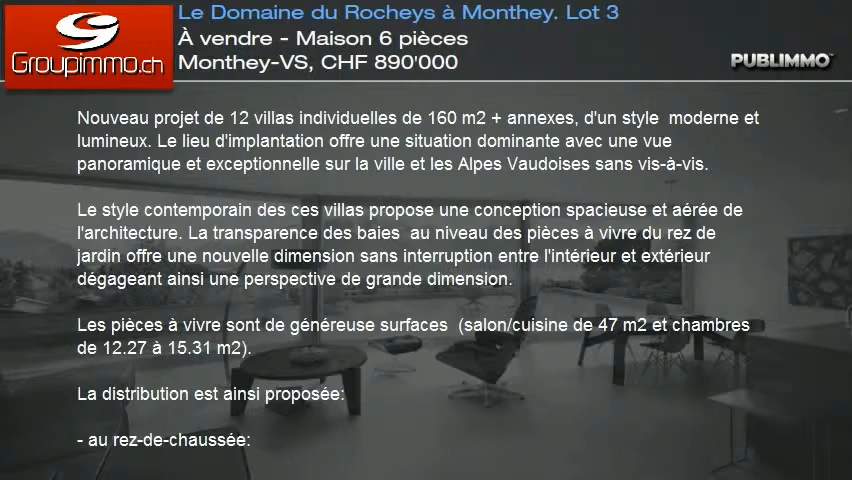 Groupimmo.ch
Le Domaine du Rocheys à Monthey. Lot 3
À vendre - Maison 6 pièces
Monthey-VS, CHF 890'000
PUBLIMMO
Nouveau projet de 12 villas individuelles de 160 m2 + annexes, d'un style moderne et
lumineux. Le lieu d'implantation offre une situation dominante avec une vue
panoramique et exceptionnelle sur la ville et les Alpes Vaudoises sans vis-à-vis.
Le style contemporain des ces villas propose une conception spacieuse et aérée de
l'architecture. La transparence des baies au niveau des pièces à vivre du rez de
jardin offre une nouvelle dimension sans interruption entre l'intérieur et extérieur
dégageant ainsi une perspective de grande dimension.
Les pièces à vivre sont de généreuse surfaces (salon/cuisine de 47 m2 et chambres
de 12.27 à 15.31 m2).
La distribution est ainsi proposée:
- au rez-de-chaussée: